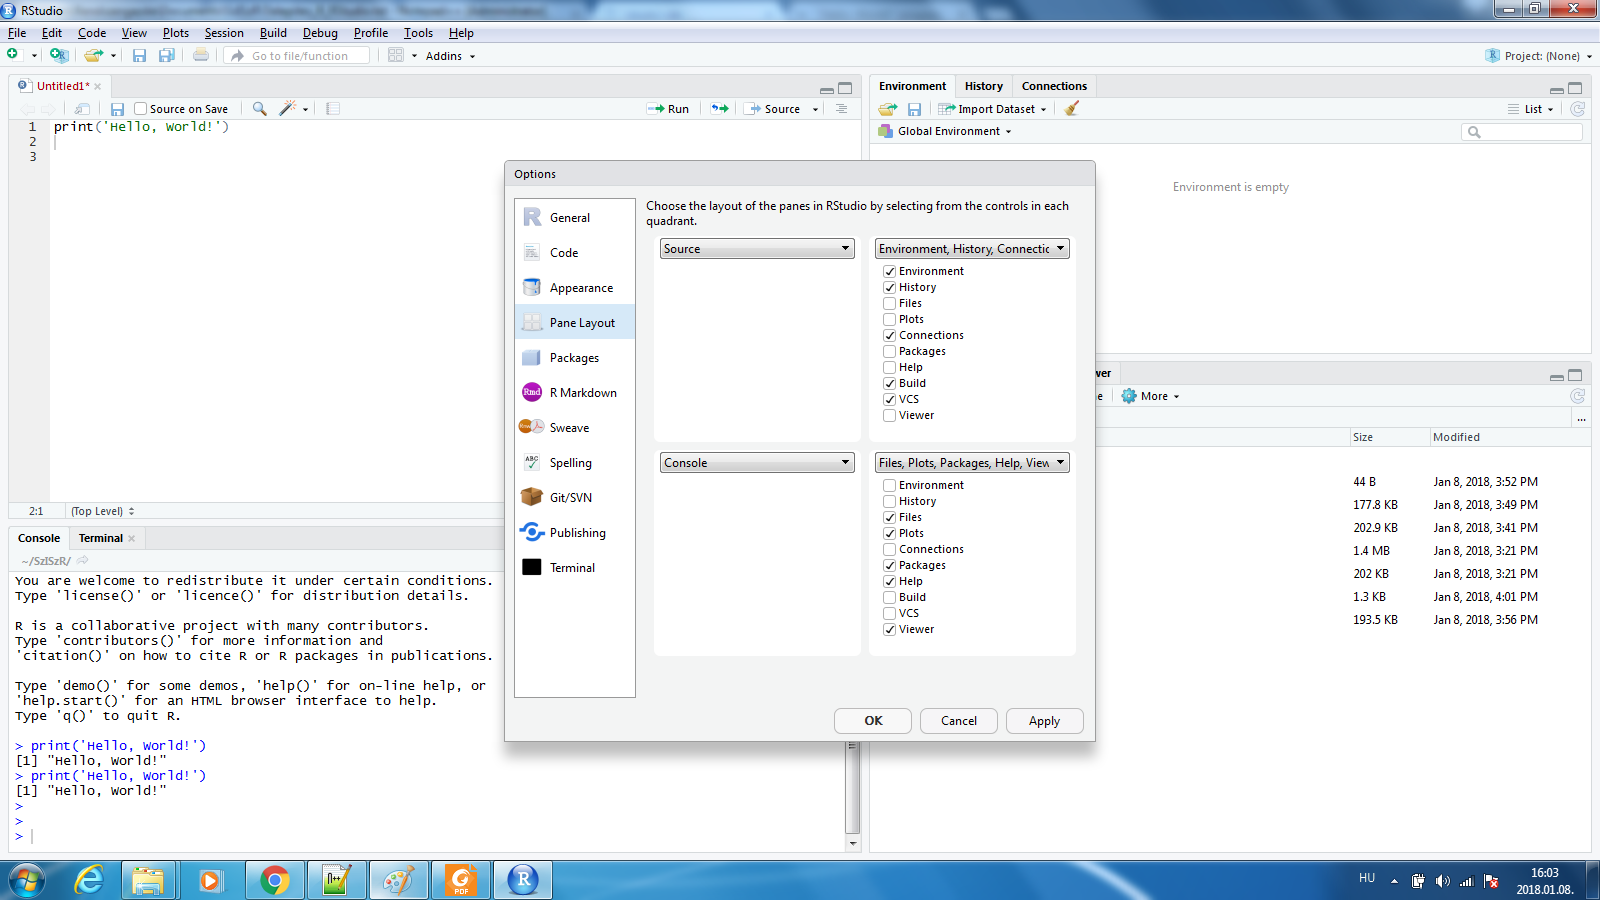 RStudio
File Edit Code View Plots Session Build Debug Profile Tools Help
Go to file/function Addins Project: (None)
Untitled1*
Source on Save Run Source
1 print('Hello, World!')
2
3
2:1 (Top Level)
Environment History Connections
Import Dataset List
Global Environment
Environment is empty
Options
General
Code
Appearance
Pane Layout
Packages
Rmd R Markdown
Sweave
ABC Spelling
Git/SVN
Publishing
Terminal
Choose the layout of the panes in RStudio by selecting from the controls in each
quadrant.
Source
Environment, History, Connectic
Environment
History
Files
Plots
Connections
Packages
Help
Build
VCS
Viewer
Console
Files, Plots, Packages, Help, View
Environment
History
Files
Plots
Connections
Packages
Help
Build
VCS
Viewer
OK Cancel Apply
wer
ne More
...
Size Modified
44 B Jan 8, 2018, 3:52 PM
177.8 KB Jan 8, 2018, 3:49 PM
202.9 KB Jan 8, 2018, 3:41 PM
1.4 MB Jan 8, 2018, 3:21 PM
202 KB Jan 8, 2018, 3:21 PM
1.3 KB Jan 8, 2018, 4:01 PM
193.5 KB Jan 8, 2018, 3:56 PM
Console Terminal
~/SzISzR/
You are welcome to redistribute it under certain conditions.
Type 'license()' or 'licence()' for distribution details.
R is a collaborative project with many contributors.
Type 'contributors()' for more information and
'citation()' on how to cite R or R packages in publications.
Type 'demo()' for some demos, 'help()' for on-line help, or
'help.start()' for an HTML browser interface to help.
Type 'q()' to quit R.
> print('Hello, World!')
[1] "Hello, World!"
> print('Hello, World!')
[1] "Hello, World!"
>
>
>
PDF
R
HU
16:03
2018.01.08.